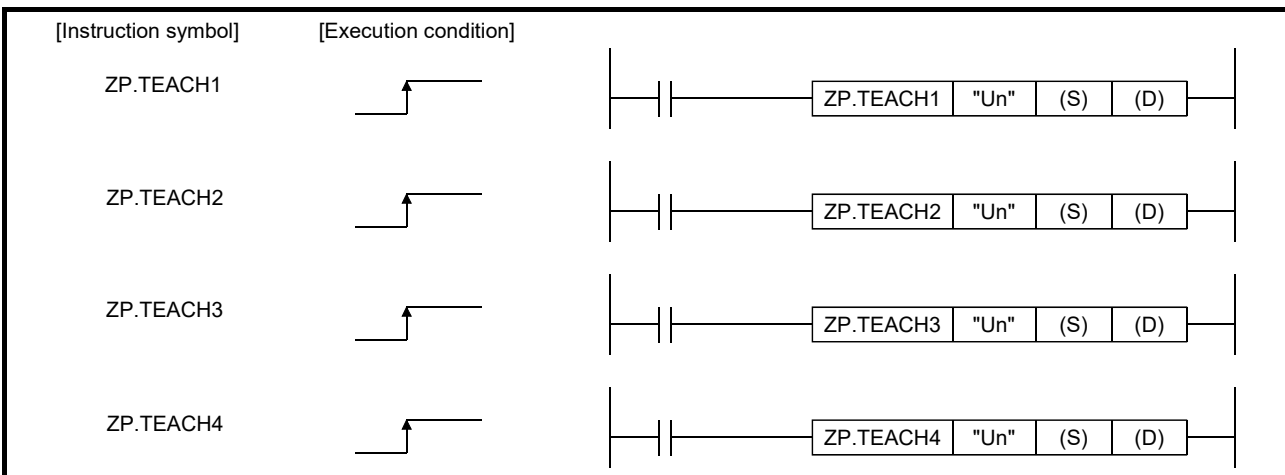 [Instruction symbol] [Execution condition]
ZP.TEACH1 ZP.TEACH1 "Un" (S) (D)
ZP.TEACH2 ZP.TEACH2 "Un" (S) (D)
ZP.TEACH3 ZP.TEACH3 "Un" (S) (D)
ZP.TEACH4 ZP.TEACH4 "Un" (S) (D)